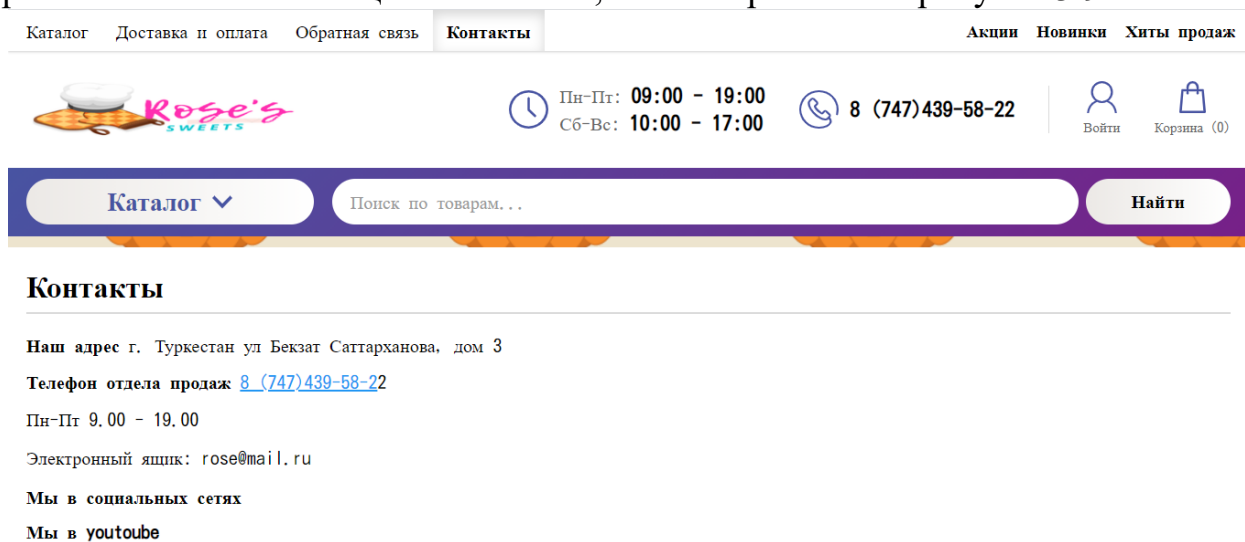 Каталог Доставка и оплата Обратная связь Контакты Акции Новинки Хиты продаж
Rose's
SWEETS
Пн-Пт: 09:00 - 19:00
Сб-Вс: 10:00 - 17:00
8 (747)439-58-22
Войти
Корзина (0)
Каталог
Поиск по товарам...
Найти
Контакты
Наш адрес г. Туркестан ул Бекзат Саттарханова, дом 3
Телефон отдела продаж 8 (747)439-58-22
Пн-Пт 9.00 - 19.00
Электронный ящик: rose@mail.ru
Мы в социальных сетях
Мы в youtoube